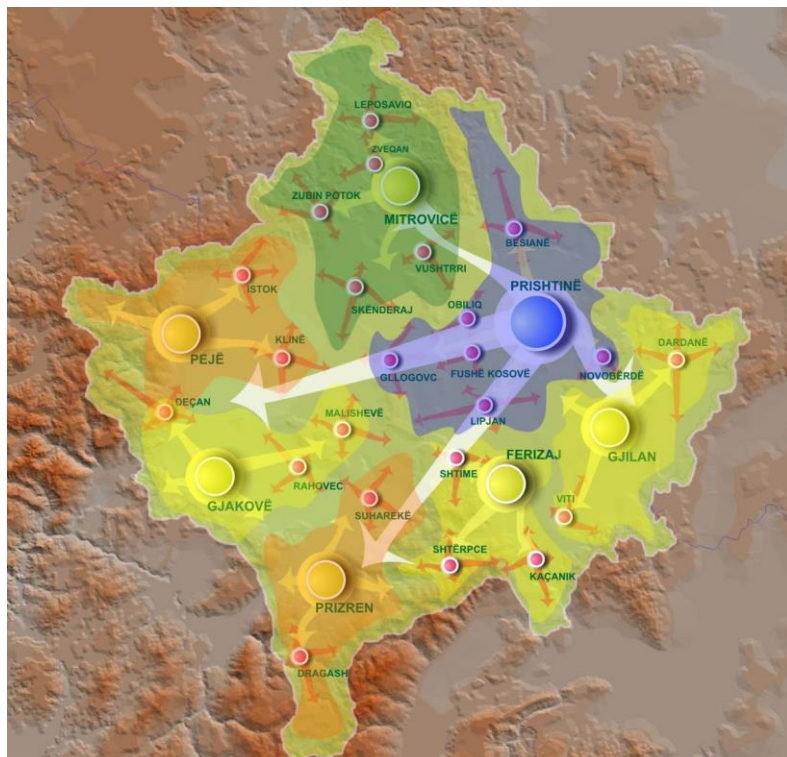 LEPOSAVIQ
ZVEQAN
ZUBIN POTOK
MITROVICË
BESIANË
VUSHTRRI
ISTOK
PRISHTINË
SKËNDERAJ
OBILIQ
PEJË
KLINË
DARDANË
GLLOGOVC
FUSHË KOSOVË
NOVOBËRDË
DEÇAN
MALISHEVË
LIPJAN
FERIZAJ
GJILAN
SHTIME
RAHOVEC
GJAKOVË
VITI
SUHAREKË
SHTËRPCE
KAÇANIK
PRIZREN
DRAGASH